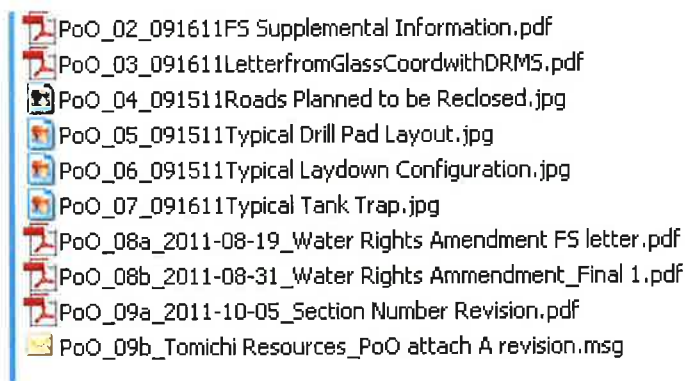 PoO_02_091611FS Supplemental Information.pdf
PoO_03_091611LetterfromGlassCoordwithDRMS.pdf
PoO_04_091511Roads Planned to be Reclosed.jpg
PoO_05_091511Typical Drill Pad Layout.jpg
PoO_06_091511Typical Laydown Configuration.jpg
PoO_07_091611Typical Tank Trap.jpg
PoO_08a_2011-08-19_Water Rights Amendment FS letter.pdf
PoO_08b_2011-08-31_Water Rights Ammendment_Final 1.pdf
PoO_09a_2011-10-05_Section Number Revision.pdf
PoO_09b_Tomichi Resources_PoO attach A revision.msg